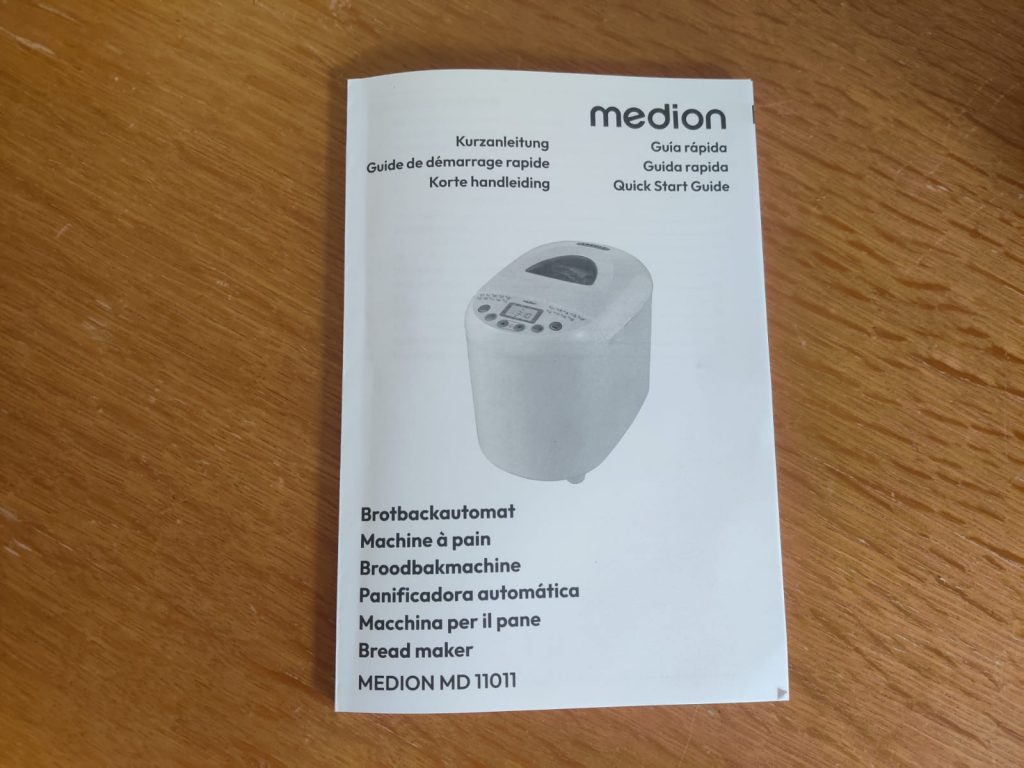 medion
Kurzanleitung
Guide de démarrage rapide
Korte handleiding
Guía rápida
Guida rapida
Quick Start Guide
Brotbackautomat
Machine à pain
Broodbakmachine
Panificadora automática
Macchina per il pane
Bread maker
MEDION MD 11011